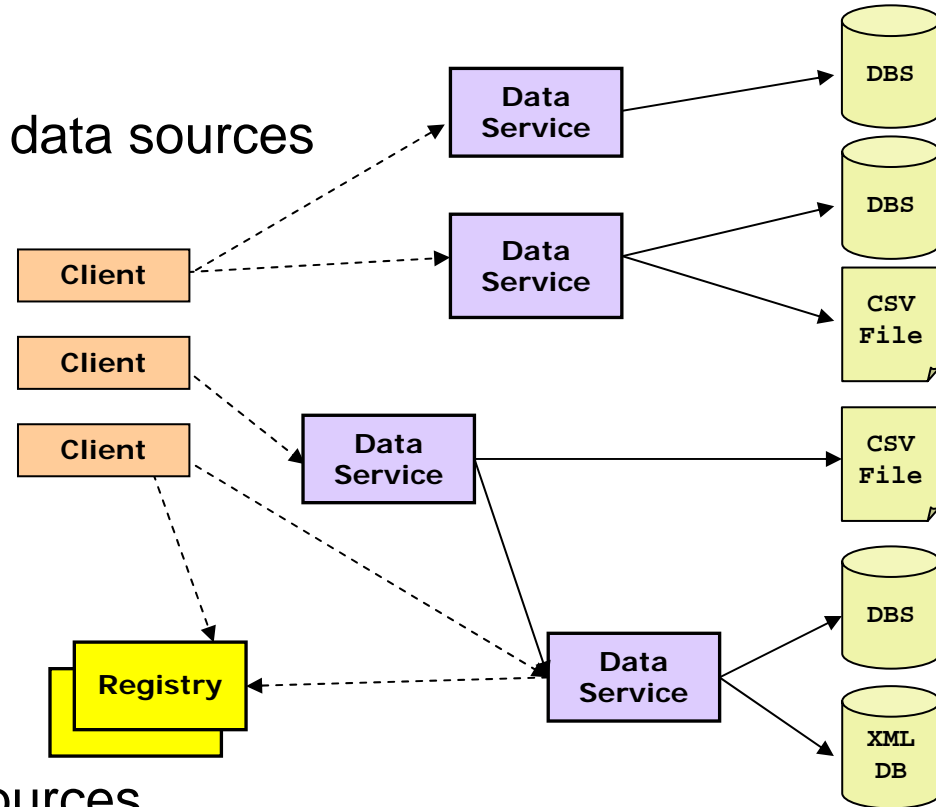 DBS
Data
Service
data sources
DBS
Data
Service
Client
CSV
File
Client
Client
Data
Service
CSV
File
DBS
Data
Service
Registry
XML
DB